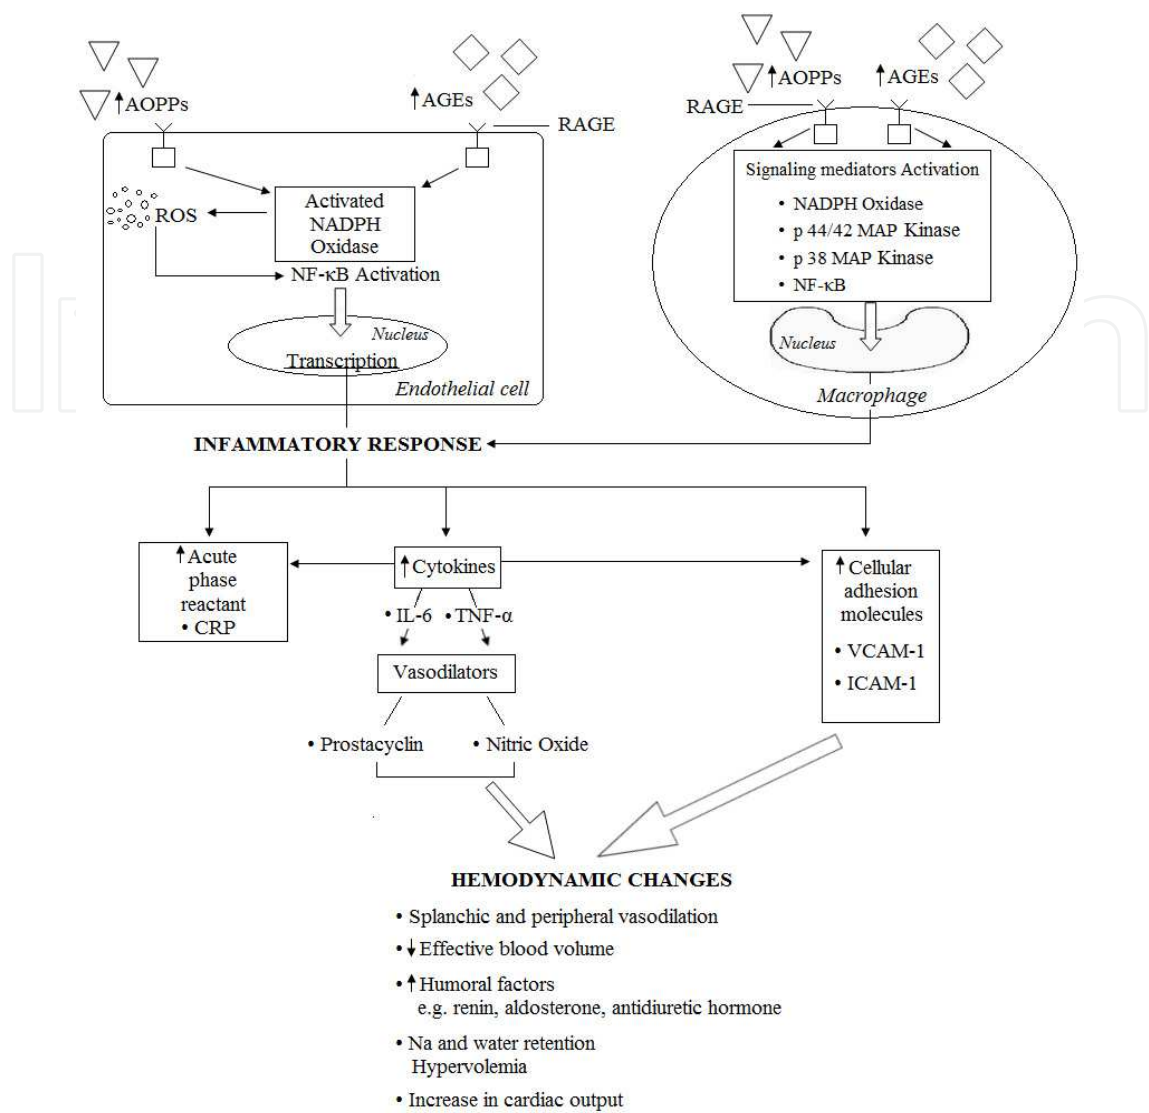 ↑AOPPs
↑AGEs
RAGE
Activated
NADPH
Oxidase
ROS
NF-κB Activation
Nucleus
Transcription
Endothelial cell
↑AOPPs
↑AGEs
RAGE
Signaling mediators Activation
• NADPH Oxidase
• p 44/42 MAP Kinase
• p 38 MAP Kinase
• NF-κB
Nucleus
Macrophage
INFAMMATORY RESPONSE
↑Acute
phase
reactant
• CRP
↑Cytokines
• IL-6 • TNF-α
Vasodilators
• Prostacyclin • Nitric Oxide
↑Cellular
adhesion
molecules
• VCAM-1
• ICAM-1
HEMODYNAMIC CHANGES
• Splanchic and peripheral vasodilation
• ↓Effective blood volume
• ↑Humoral factors
e.g. renin, aldosterone, antidiuretic hormone
• Na and water retention
Hypervolemia
• Increase in cardiac output